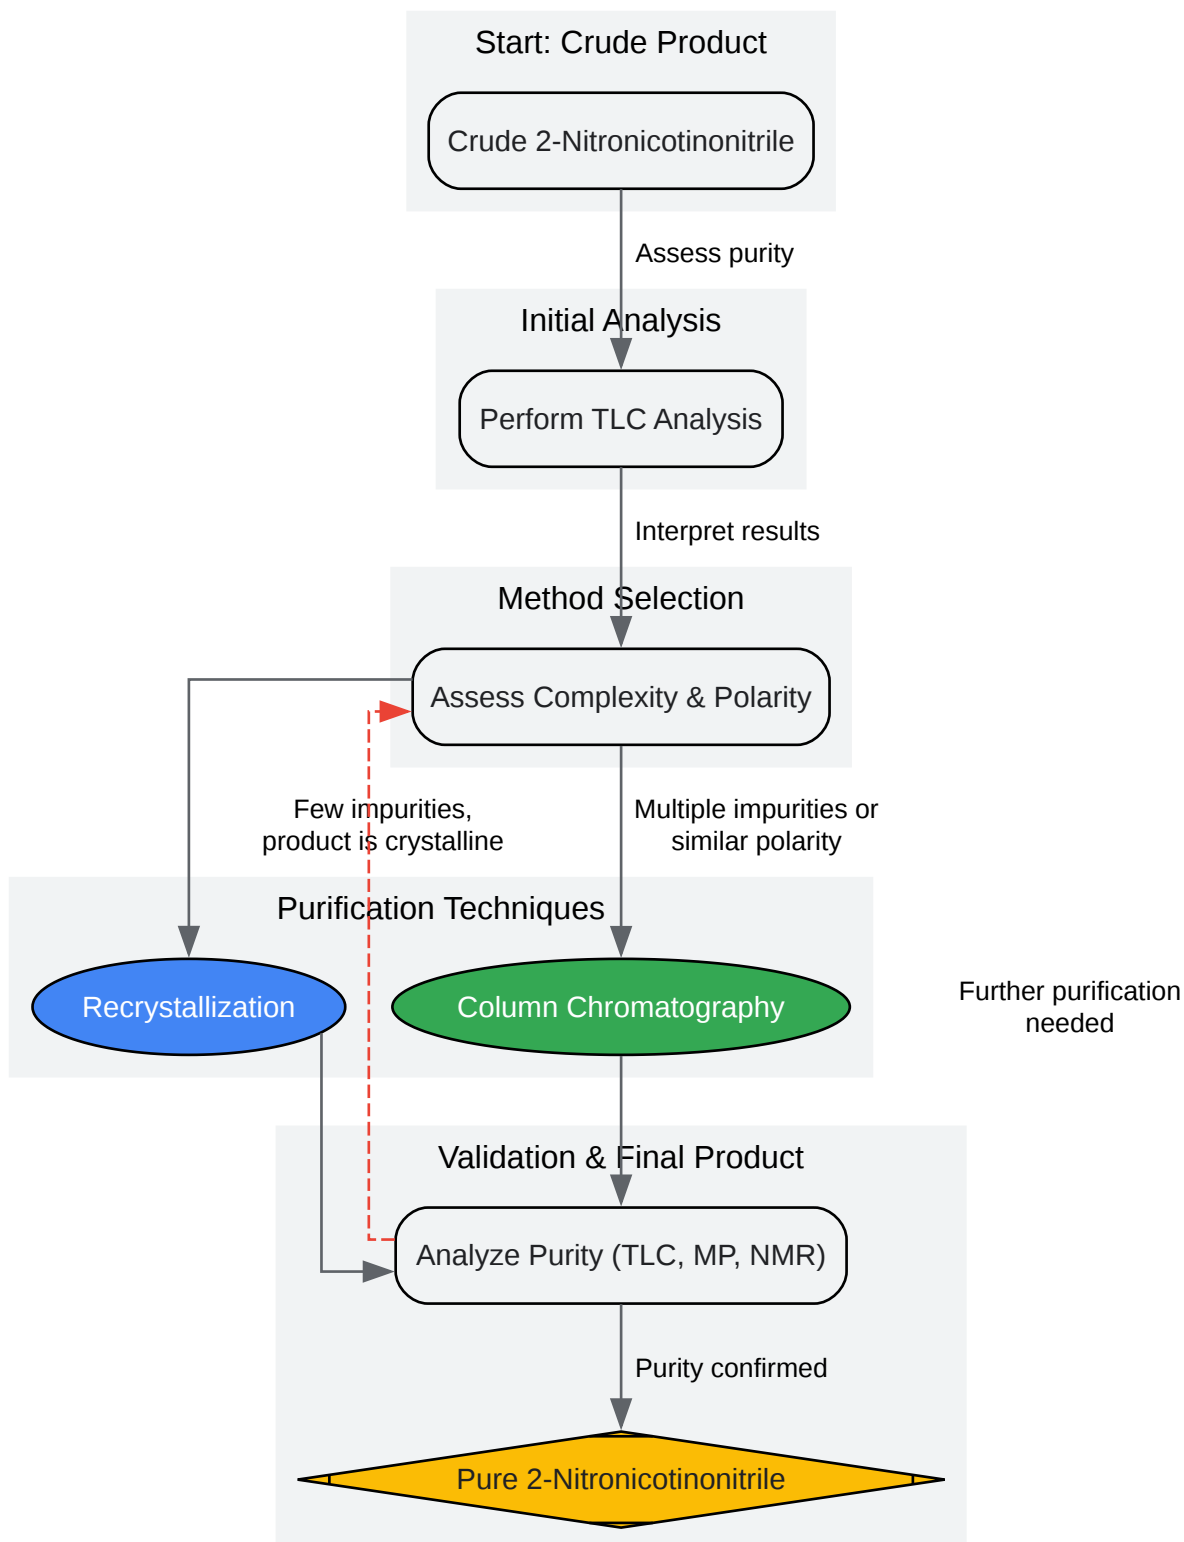 Start: Crude Product
Crude 2-Nitronicotinonitrile
Assess purity
Initial Analysis
Perform TLC Analysis
Interpret results
Method Selection
Assess Complexity & Polarity
Few impurities,
product is crystalline
Multiple impurities or
similar polarity
Purification Techniques
Recrystallization
Column Chromatography
Further purification
needed
Validation & Final Product
Analyze Purity (TLC, MP, NMR)
Purity confirmed
Pure 2-Nitronicotinonitrile